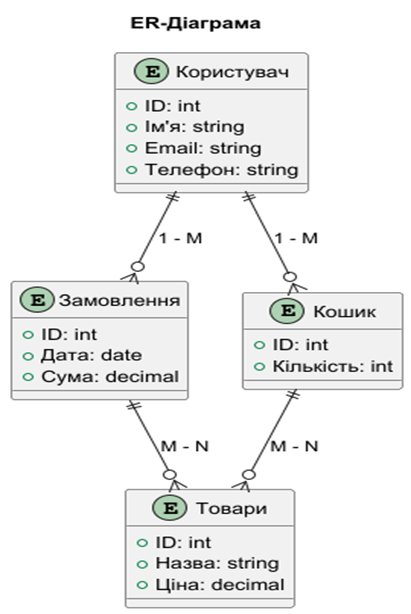 ER-Діаграма
E Користувач
ID: int
Ім'я: string
Email: string
Телефон: string
1 - M
1 - M
E Замовлення
ID: int
Дата: date
Сума: decimal
E Кошик
ID: int
Кількість: int
M - N
M - N
E Товари
ID: int
Назва: string
Ціна: decimal